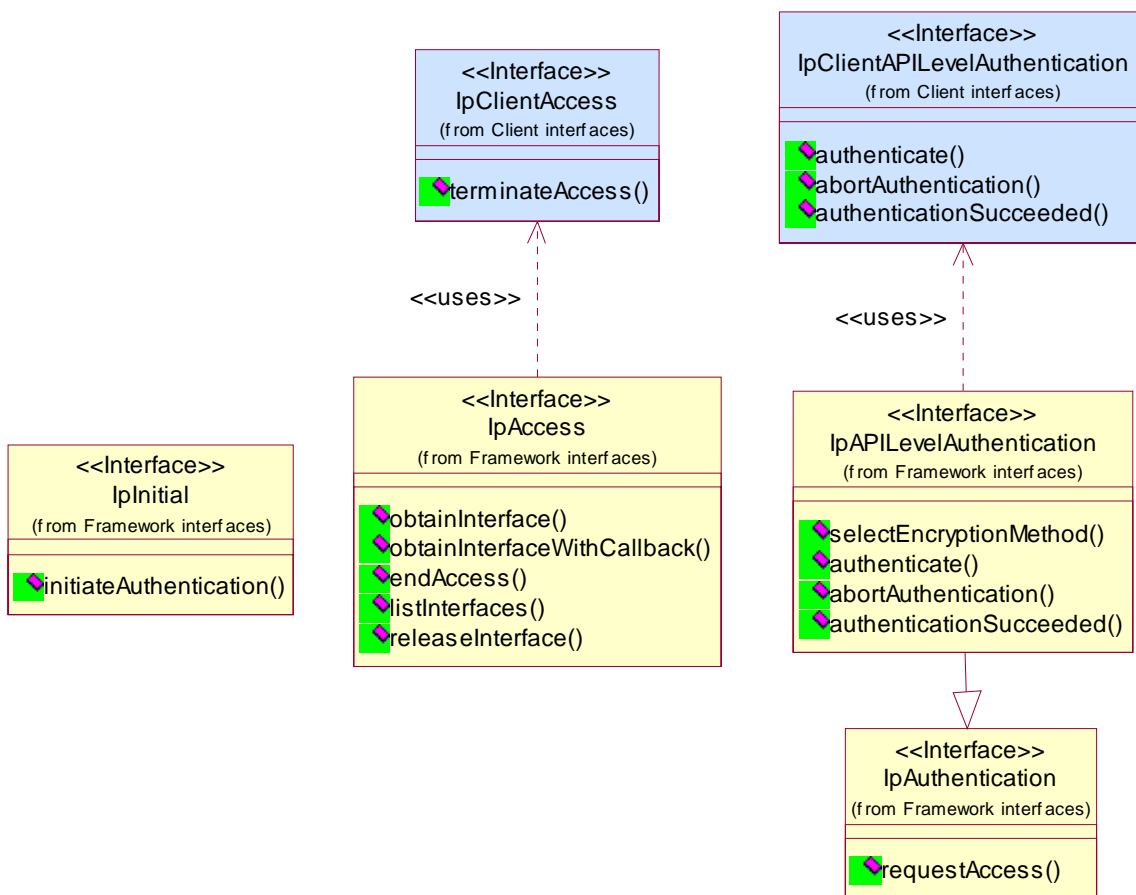 <<Interface>>
IpClientAccess
(from Client interfaces)
terminateAccess()
<<Interface>>
IpClientAPILevelAuthentication
(from Client interfaces)
authenticate()
abortAuthentication()
authenticationSucceeded()
<<uses>>
<<uses>>
<<Interface>>
IpInitial
(from Framework interfaces)
initiateAuthentication()
<<Interface>>
IpAccess
(from Framework interfaces)
obtainInterface()
obtainInterfaceWithCallback()
endAccess()
listInterfaces()
releaseInterface()
<<Interface>>
IpAPILevelAuthentication
(from Framework interfaces)
selectEncryptionMethod()
authenticate()
abortAuthentication()
authenticationSucceeded()
<<Interface>>
IpAuthentication
(from Framework interfaces)
requestAccess()